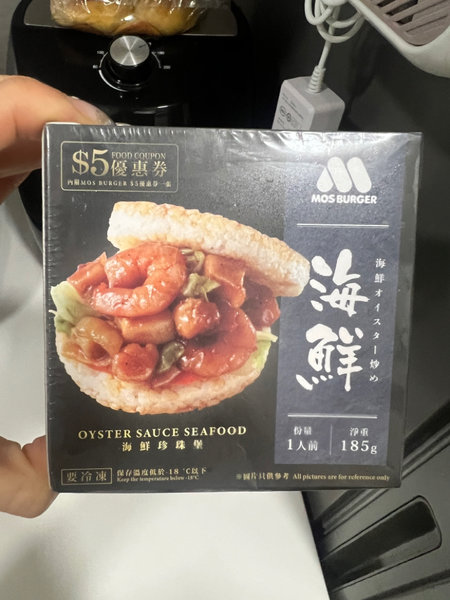 FOOD COUPON
$5優惠券
內附MOS BURGER $5優惠券一張
MOS BURGER
海鮮オイスター炒め
海鮮
OYSTER SAUCE SEAFOOD
海鮮珍珠堡
份量
1人前
淨重
185g
要冷凍
保存溫度低於-18℃以下
Keep the temperature below -18°C
※圖片只供參考 All pictures are for reference only